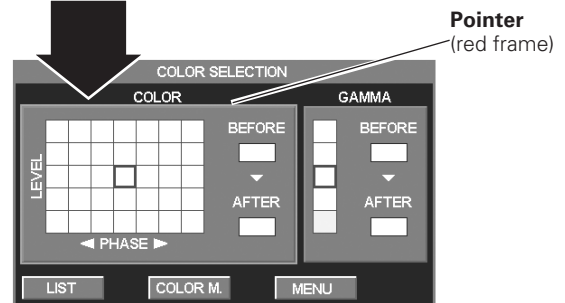 Pointer
(red frame)
COLOR SELECTION
COLOR
GAMMA
BEFORE
BEFORE
LEVEL
AFTER
AFTER
◄ PHASE ►
LIST
COLOR M.
MENU